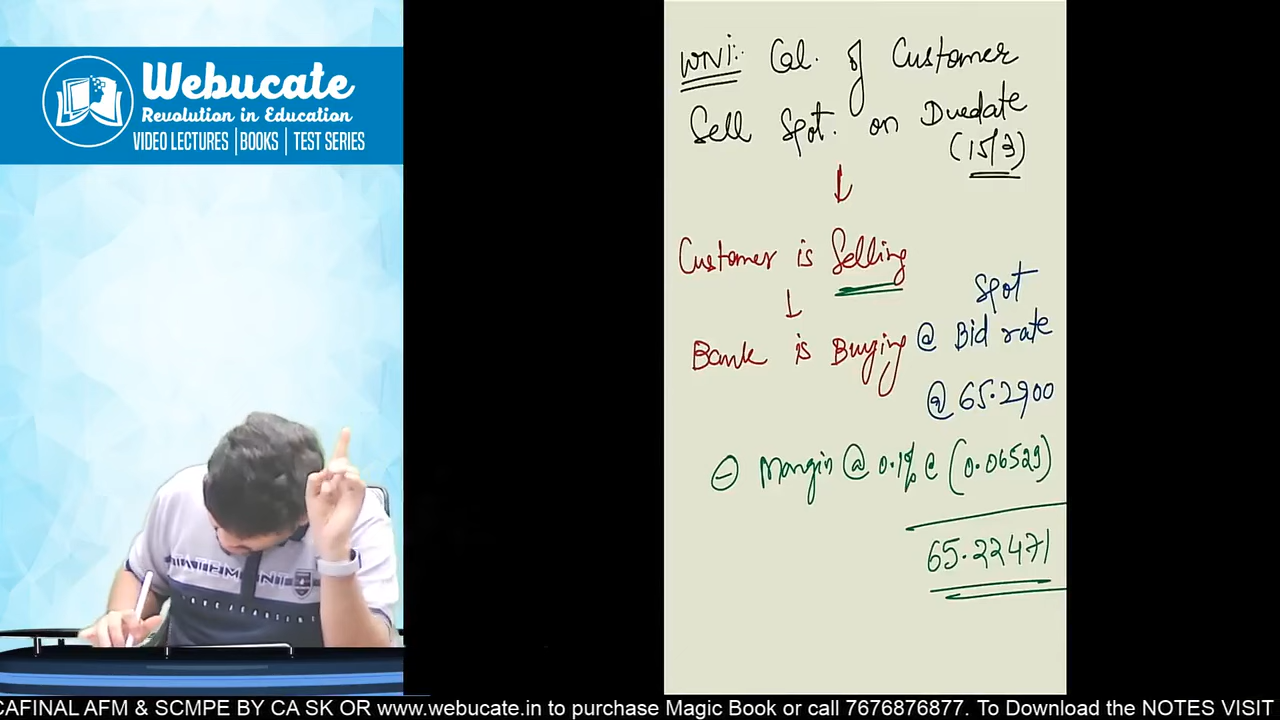 Webucate
Revolution in Education
VIDEO LECTURES | BOOKS | TEST SERIES
WN1:- Cal. of Customer
Sell Spot. on Duedate
(15/3)
↓
Customer is Selling
↓
Spot
Bank is Buying @ Bid rate
@ 65.2900
⊖ Margin @ 0.1% @ (0.06529)
65.22471
CAFINAL AFM & SCMPE BY CA SK OR www.webucate.in to purchase Magic Book or call 7676876877. To Download the NOTES VISIT